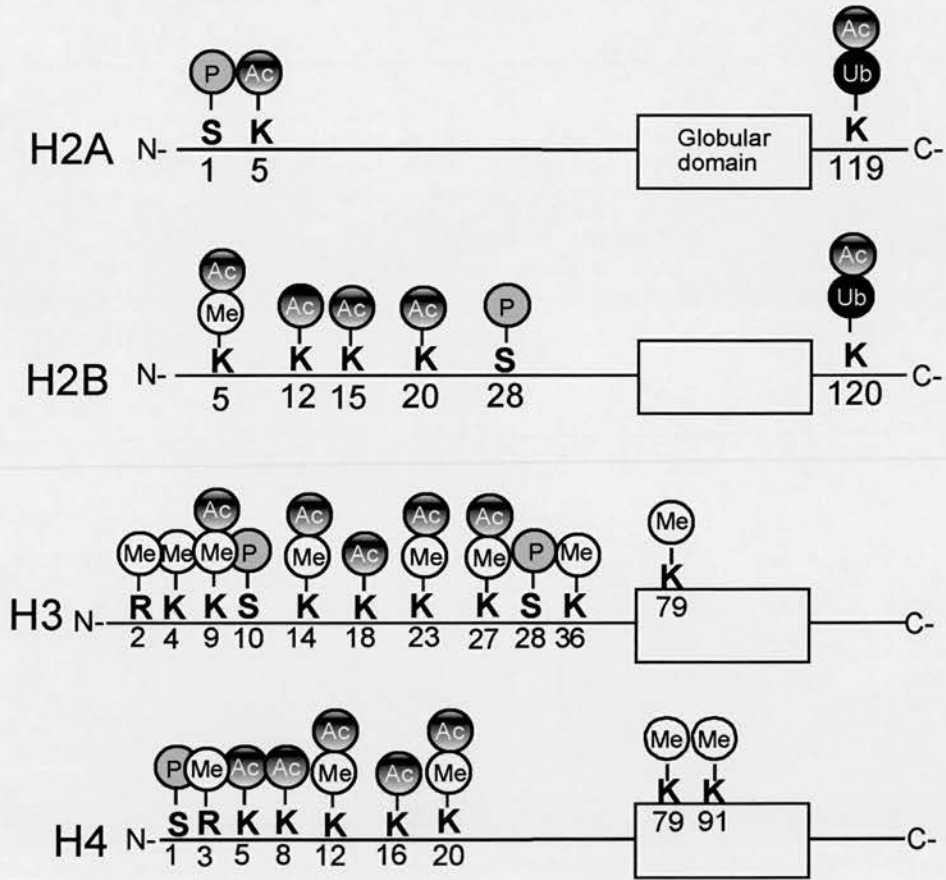 P Ac Ac
Ub
S K K
H2A N- Globular domain C-
1 5 119
Ac Ac
Me Ac Ac Ac P Ub
K K K K S K
H2B N- C-
5 12 15 20 28 120
Ac Ac Ac Ac Me
Me Me Me P Me Ac Me Me P Me
R K K S K K K K S K K
H3 N- C-
2 4 9 10 14 18 23 27 28 36 79
Ac Ac
P Me Ac Ac Me Ac Me Me Me
S R K K K K K K K
H4 N- C-
1 3 5 8 12 16 20 79 91